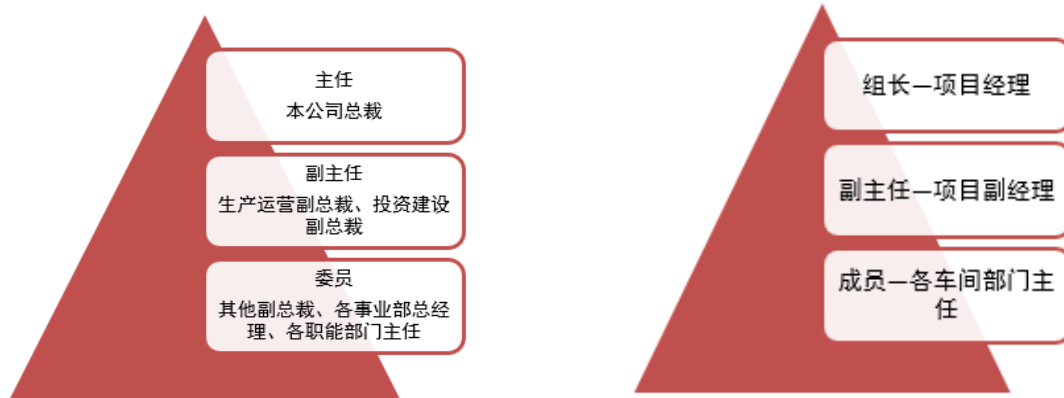 主任
本公司总裁
副主任
生产运营副总裁、投资建设
副总裁
委员
其他副总裁、各事业部总经
理、各职能部门主任
组长—项目经理
副主任—项目副经理
成员—各车间部门主
任